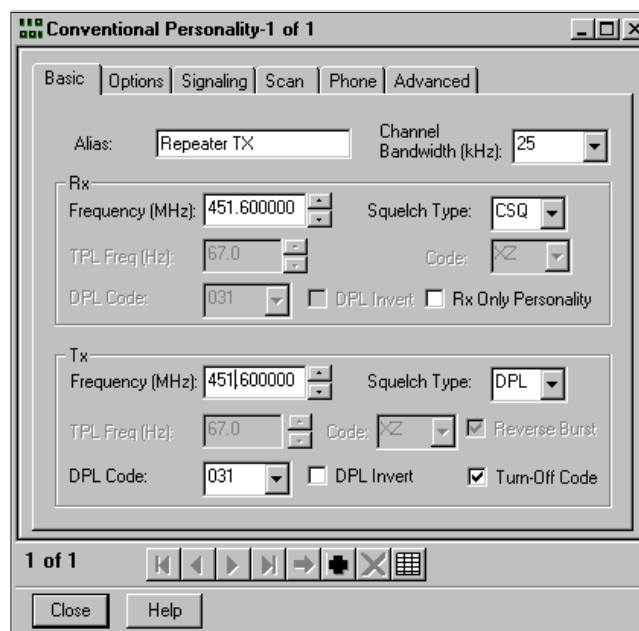 Conventional Personality-1 of 1
Basic Options Signaling Scan Phone Advanced
Alias: Repeater TX Channel Bandwidth (kHz): 25
Rx
Frequency (MHz): 451.600000 Squelch Type: CSQ
TPL Freq (Hz): 67.0 Code: XZ
DPL Code: 031 DPL Invert Rx Only Personality
Tx
Frequency (MHz): 451.600000 Squelch Type: DPL
TPL Freq (Hz): 67.0 Code: XZ Reverse Burst
DPL Code: 031 DPL Invert Turn-Off Code
1 of 1
Close Help